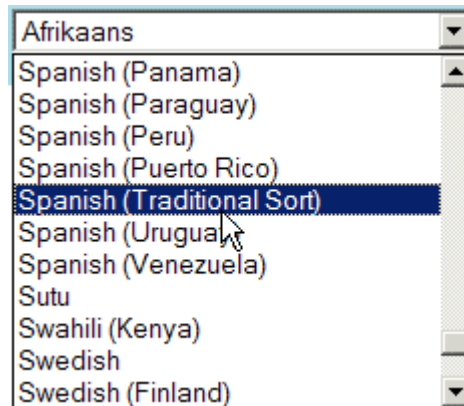 Afrikaans
Spanish (Panama)
Spanish (Paraguay)
Spanish (Peru)
Spanish (Puerto Rico)
Spanish (Traditional Sort)
Spanish (Uruguay)
Spanish (Venezuela)
Sutu
Swahili (Kenya)
Swedish
Swedish (Finland)